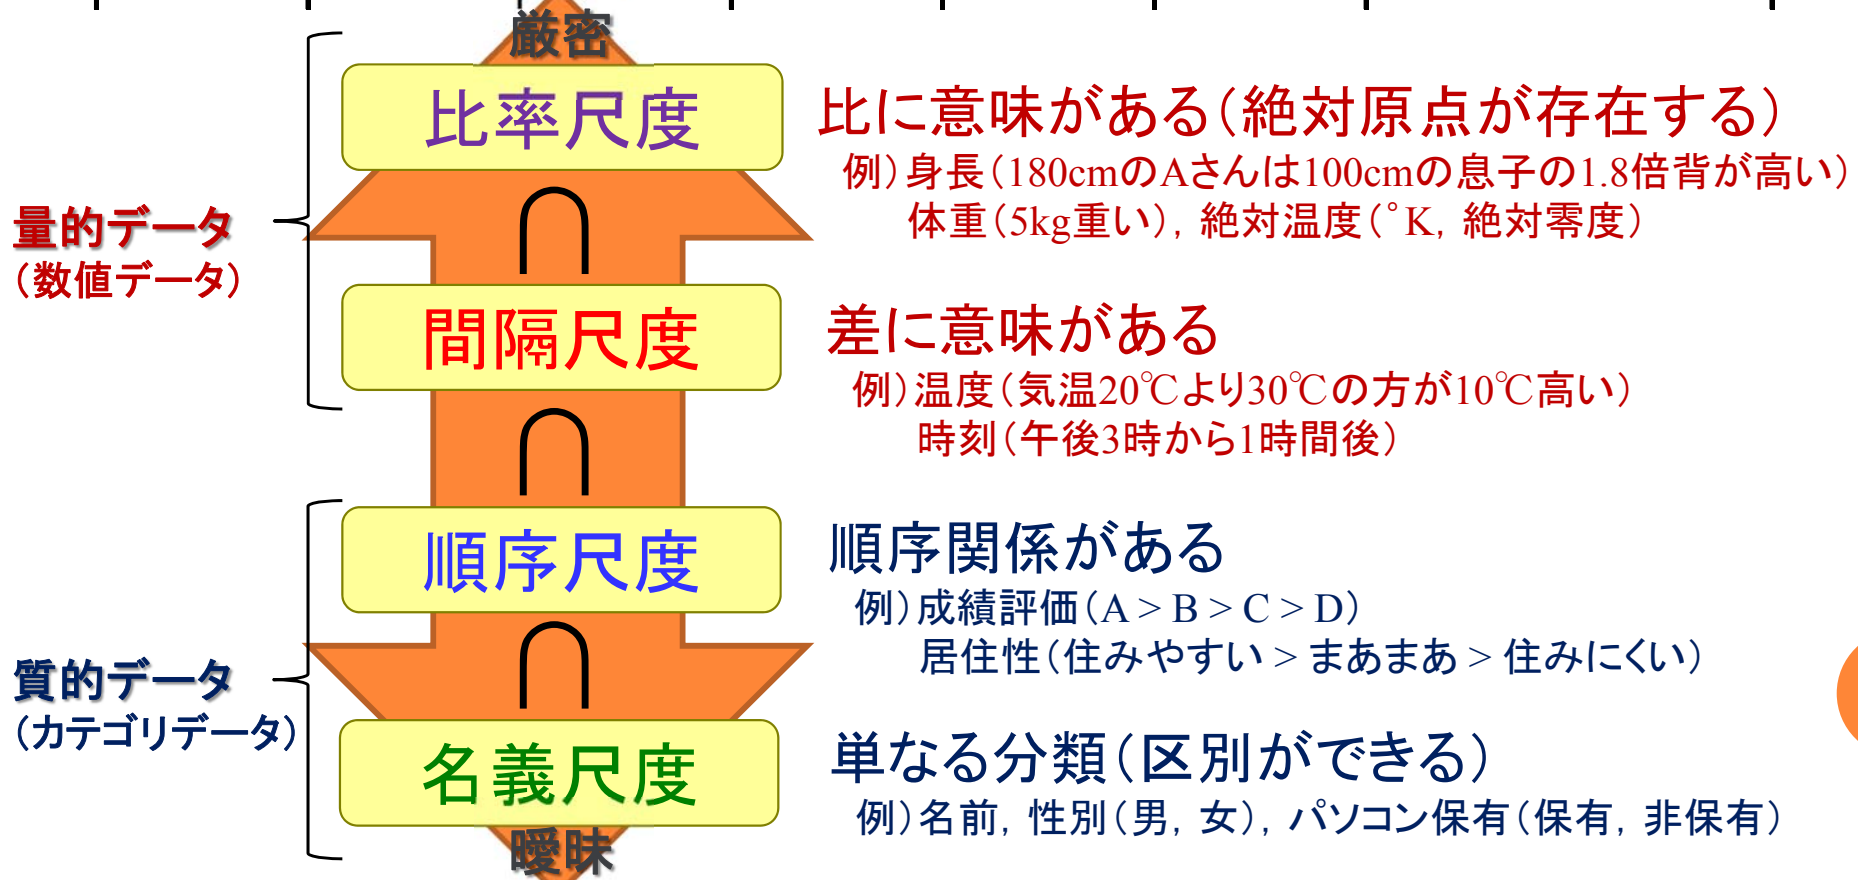 厳密
比率尺度
比に意味がある(絶対原点が存在する)
例)身長(180cmのAさんは100cmの息子の1.8倍背が高い)
体重(5kg重い),絶対温度(°K,絶対零度)
量的データ
(数値データ)
∩
間隔尺度
差に意味がある
例)温度(気温20℃より30℃の方が10℃高い)
時刻(午後3時から1時間後)
∩
順序尺度
順序関係がある
例)成績評価(A > B > C > D)
居住性(住みやすい > まあまあ > 住みにくい)
質的データ
(カテゴリデータ)
∩
名義尺度
単なる分類(区別ができる)
例)名前,性別(男,女),パソコン保有(保有,非保有)
曖昧